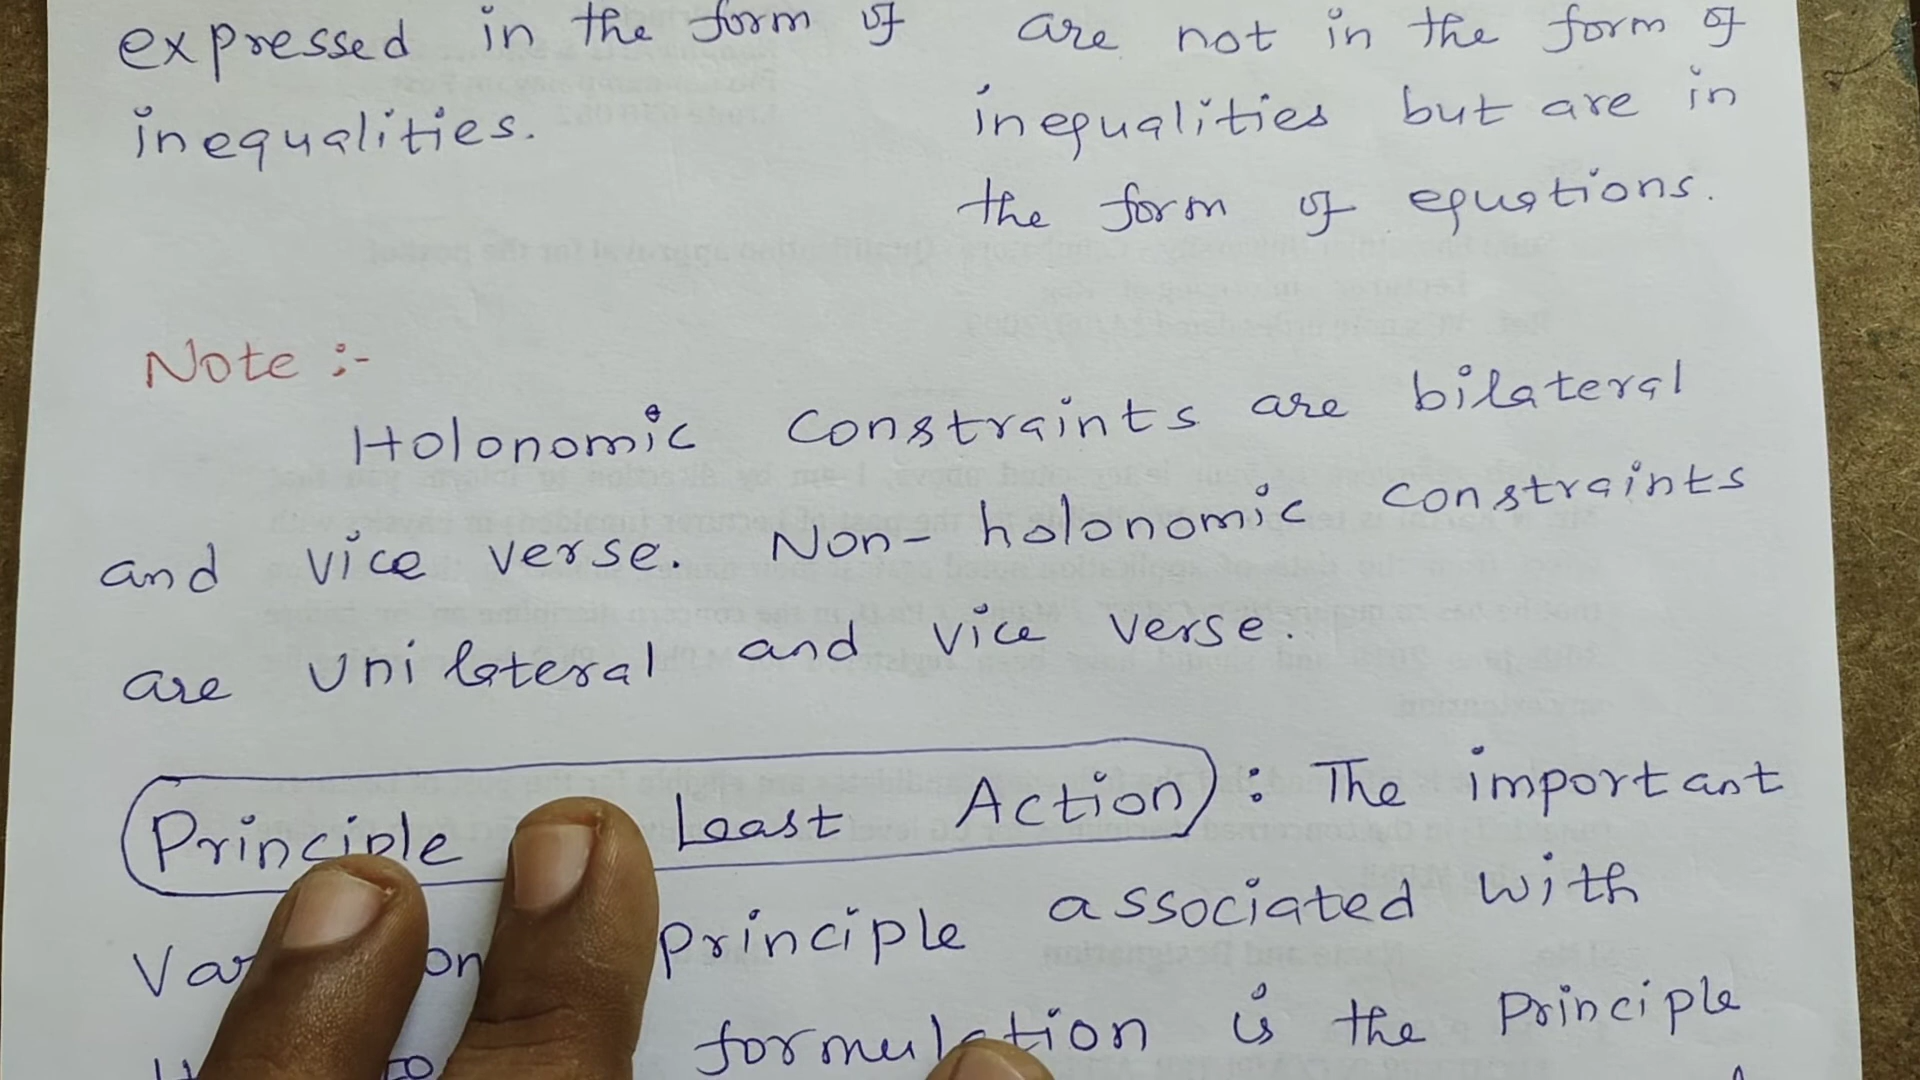 expressed in the form of
inequalities.
are not in the form of
inequalities but are in
the form of equations.
Note :-
Holonomic constraints are bilateral
and vice verse. Non-holonomic constraints
are unilateral and vice verse.
Principle Least Action : The important
principle associated with
formulation is the principle